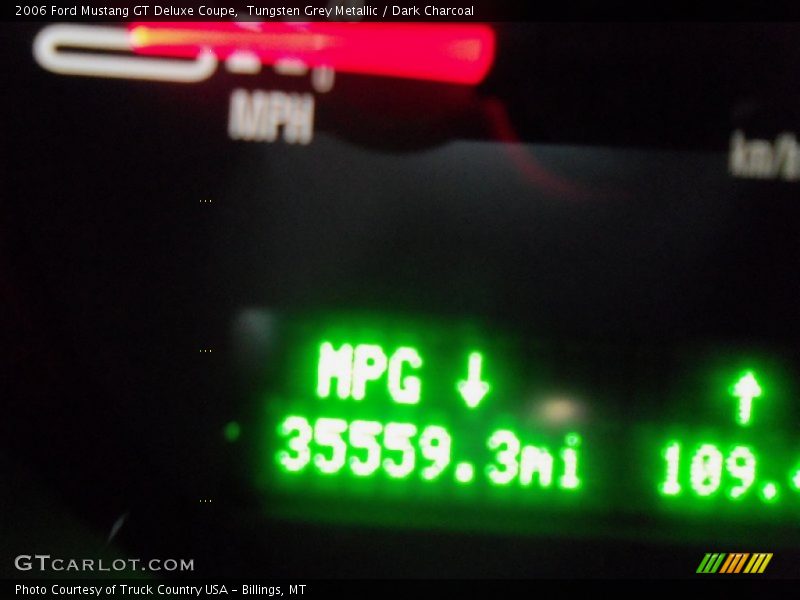 2006 Ford Mustang GT Deluxe Coupe,  Tungsten Grey Metallic / Dark Charcoal
MPH
km/h
MPG ↓ ↑
35559.3mi 109.
GTCARLOT.COM
Photo Courtesy of Truck Country USA - Billings, MT